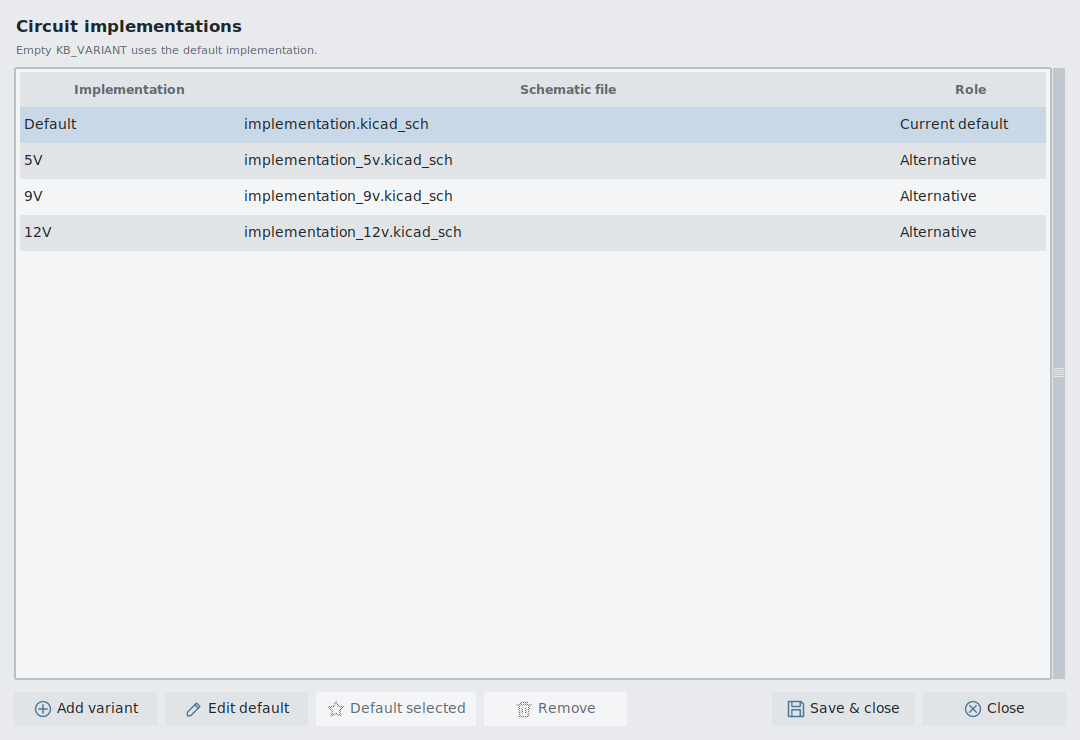 Circuit implementations
Empty KB_VARIANT uses the default implementation.
Implementation Schematic file Role
Default implementation.kicad_sch Current default
5V implementation_5v.kicad_sch Alternative
9V implementation_9v.kicad_sch Alternative
12V implementation_12v.kicad_sch Alternative
Add variant Edit default Default selected Remove Save & close Close